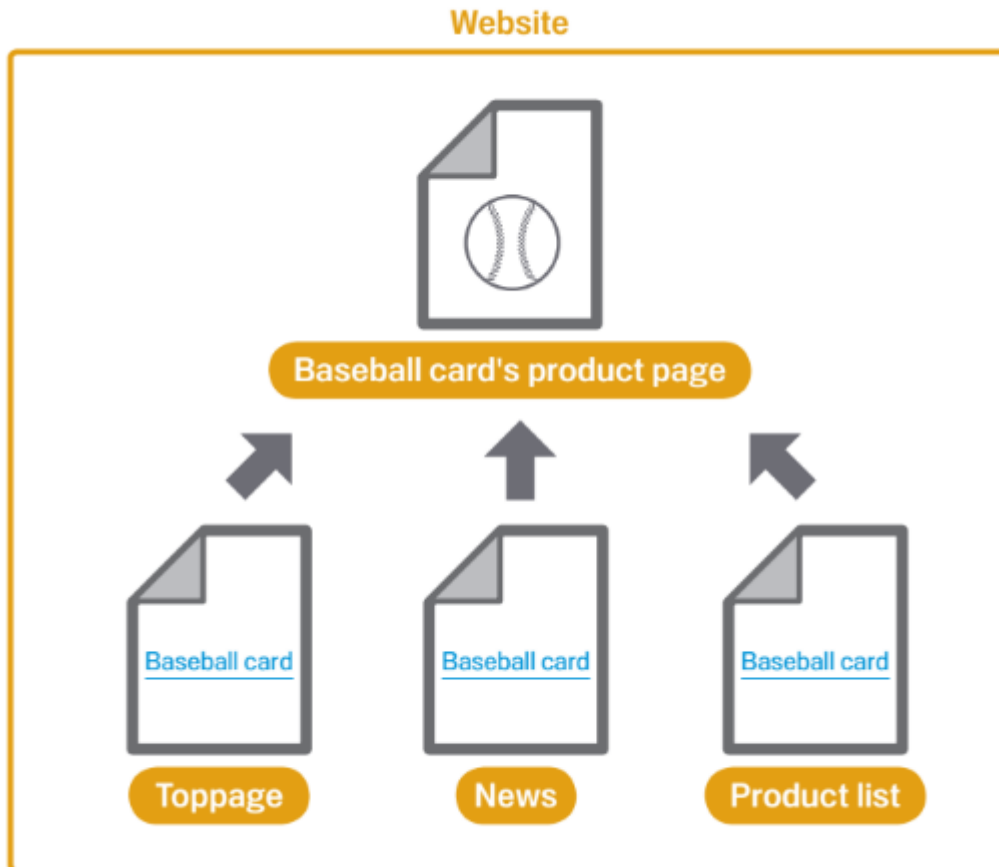 Website
Baseball card's product page
Baseball card
Baseball card
Baseball card
Toppage
News
Product list